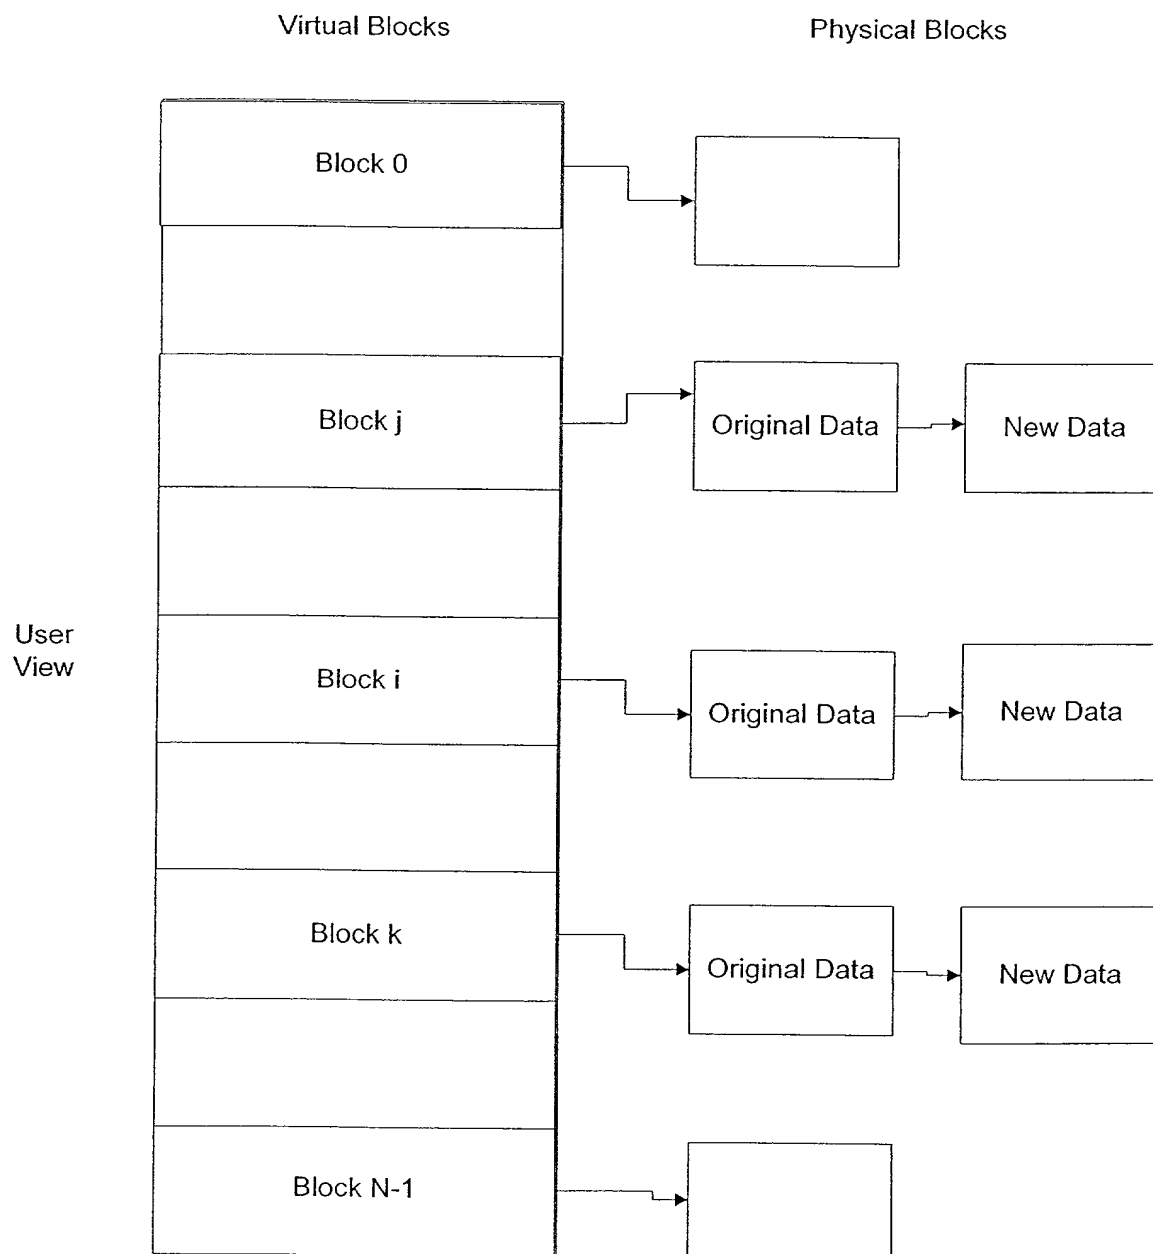 Virtual Blocks
Physical Blocks
Block 0
Block j
Original Data
New Data
User
View
Block i
Original Data
New Data
Block k
Original Data
New Data
Block N-1